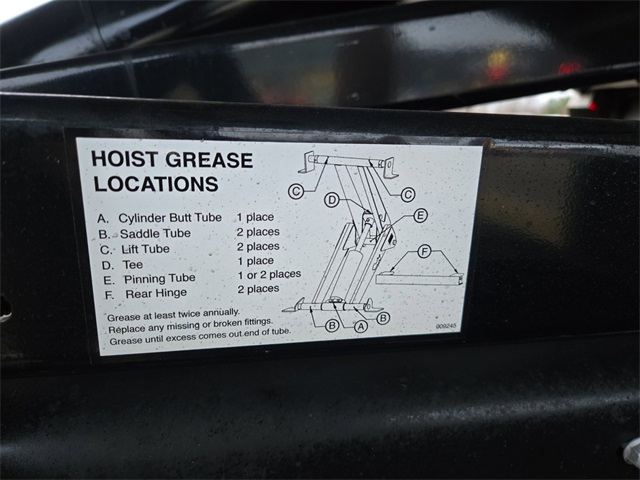 HOIST GREASE
LOCATIONS
A. Cylinder Butt Tube 1 place
B. Saddle Tube 2 places
C. Lift Tube 2 places
D. Tee 1 place
E. Pinning Tube 1 or 2 places
F. Rear Hinge 2 places
Grease at least twice annually.
Replace any missing or broken fittings.
Grease until excess comes out end of tube.
C
C
D
E
F
B
A
B
908245